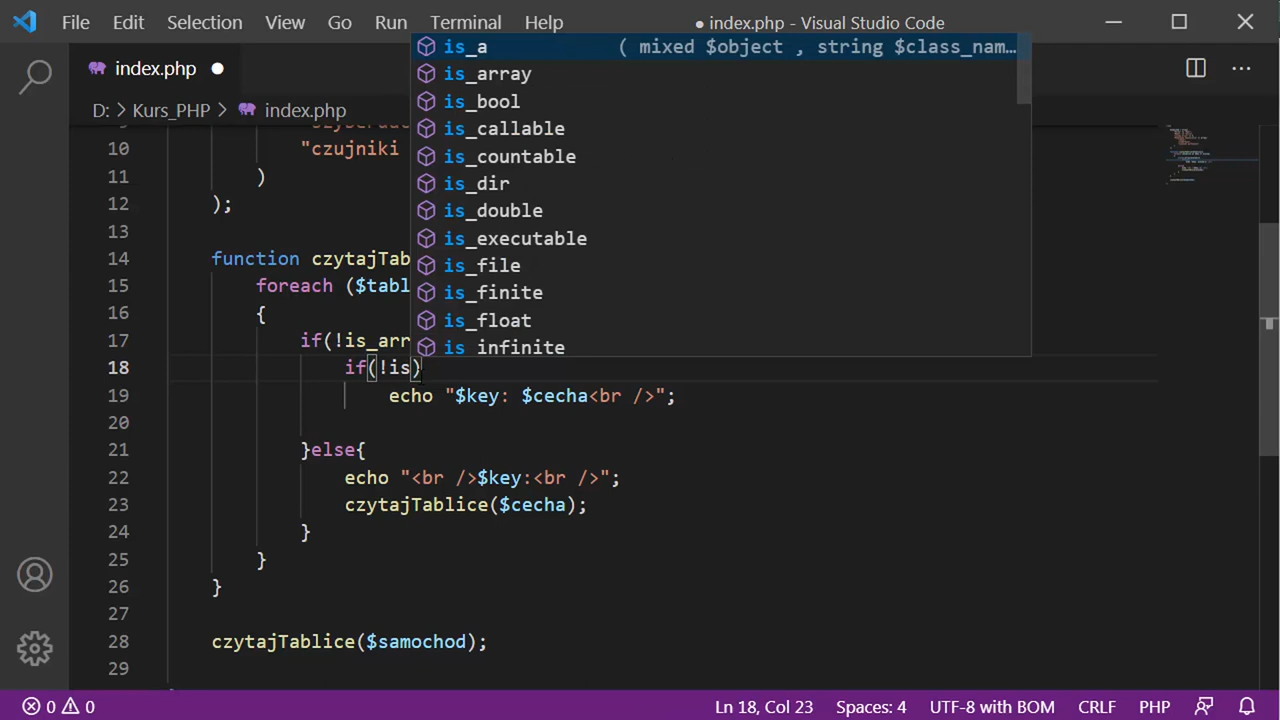 File Edit Selection View Go Run Terminal Help ● index.php - Visual Studio Code
index.php ●
D: > Kurs_PHP > index.php
is_a ( mixed $object , string $class_nam…
is_array
is_bool
is_callable
is_countable
is_dir
is_double
is_executable
is_file
is_finite
is_float
is_infinite
10 "czujniki
11 )
12 );
13
14 function czytajTab
15 foreach ($tabl
16 {
17 if(!is_arr
18 if(!is)
19 echo "$key: $cecha<br />";
20
21 }else{
22 echo "<br />$key:<br />";
23 czytajTablice($cecha);
24 }
25 }
26 }
27
28 czytajTablice($samochod);
29
0 0 Ln 18, Col 23 Spaces: 4 UTF-8 with BOM CRLF PHP